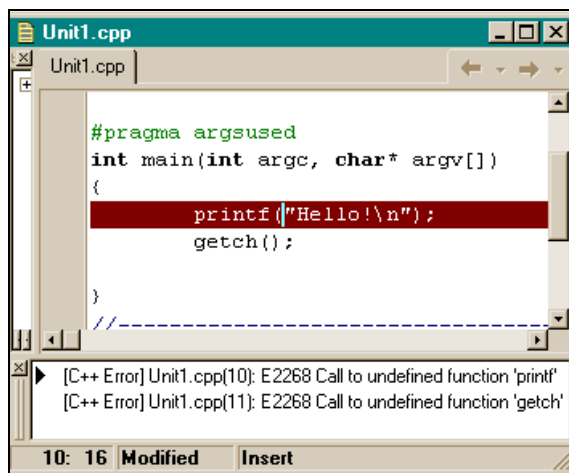 Unit1.cpp
Unit1.cpp
#pragma argsused
int main(int argc, char* argv[])
{
printf("Hello!\n");
getch();
}
//-----------------------------------
[C++ Error] Unit1.cpp(10): E2268 Call to undefined function 'printf'
[C++ Error] Unit1.cpp(11): E2268 Call to undefined function 'getch'
10: 16 Modified Insert